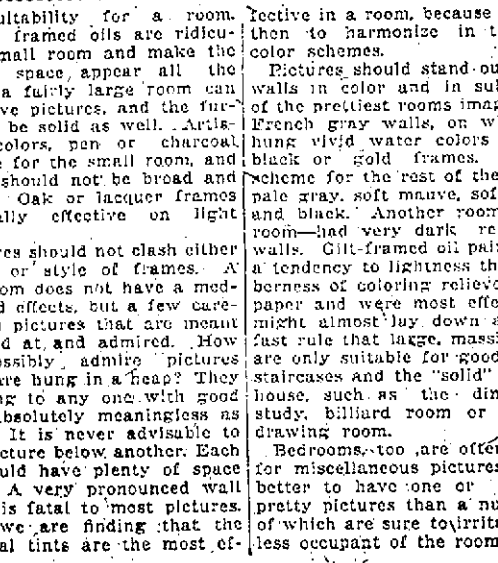 uitability for a room.
framed oils are ridicu-
mall room and make the
space, appear all the
a fairly large room can
ve pictures, and the fur-
be solid as well. Artis-
colors, pen or charcoal
e for the small room, and
should not be broad and
Oak or lacquer frames
ally effective on light
res should not clash either
or style of frames. A
om does not have a med-
d effects, but a few care-
n pictures that are meant
d at and admired. How
ossibly admire pictures
are hung in a heap? They
ng to any one with good
absolutely meaningless as
It is never advisable to
cture below another. Each
uld have plenty of space
A very pronounced wall
is fatal to most pictures.
we are finding that the
al tints are the most ef-
fective in a room, because
then to harmonize in t
color schemes.
Pictures should stand ou
walls in color and in su
of the prettiest rooms imag
French gray walls, on w
hung vivid water colors
black or gold frames.
scheme for the rest of the
pale gray, soft mauve, sof
and black. Another room
room—had very dark re
walls. Gilt-framed oil pai
a tendency to lightness th
berness of coloring relieve
paper and were most effe
might almost lay down a
fast rule that large, massi
are only suitable for good
staircases and the "solid"
house, such as the din
study, billiard room or
drawing room.
Bedrooms, too, are ofte
for miscellaneous pictures
better to have one or
pretty pictures than a nu
of which are sure to irrit
less occupant of the room